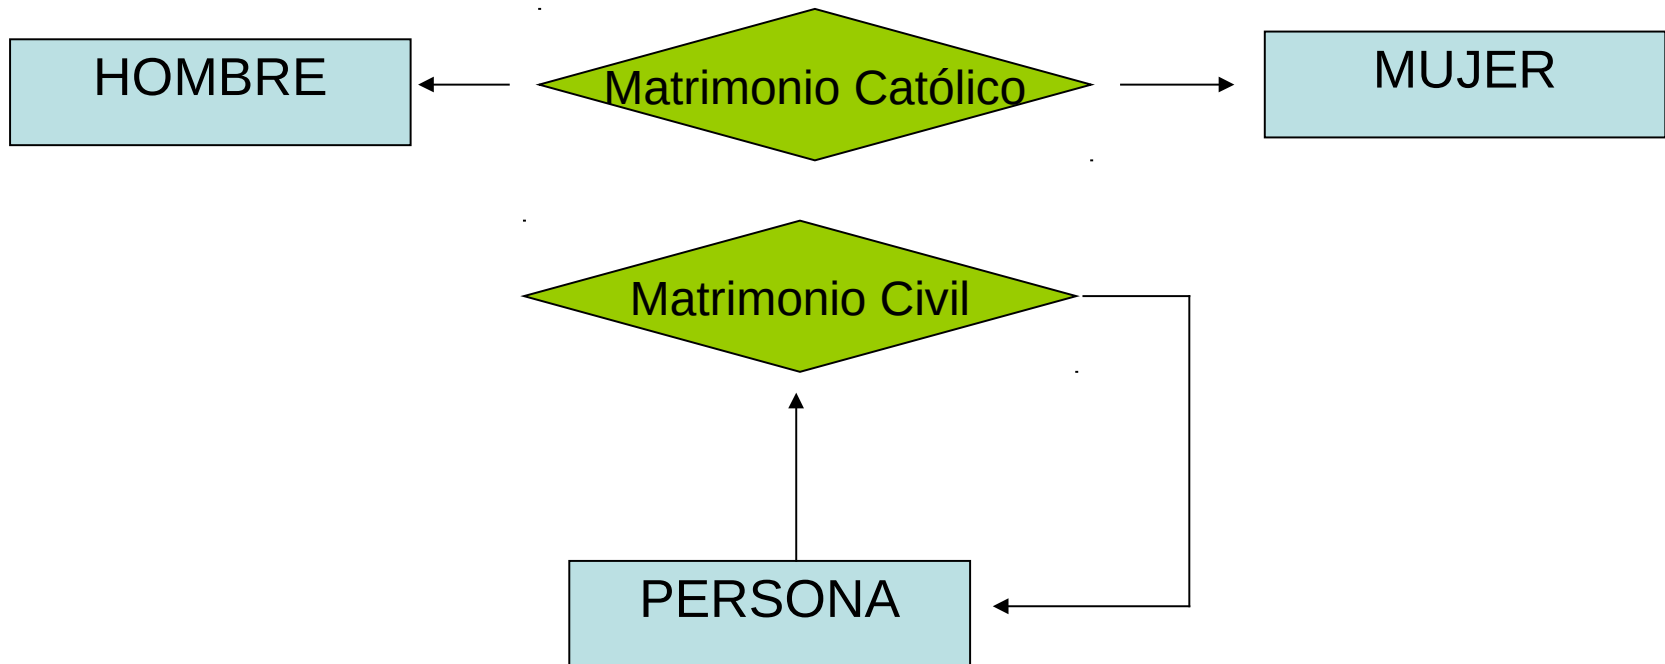 HOMBRE
Matrimonio Católico
MUJER
Matrimonio Civil
PERSONA